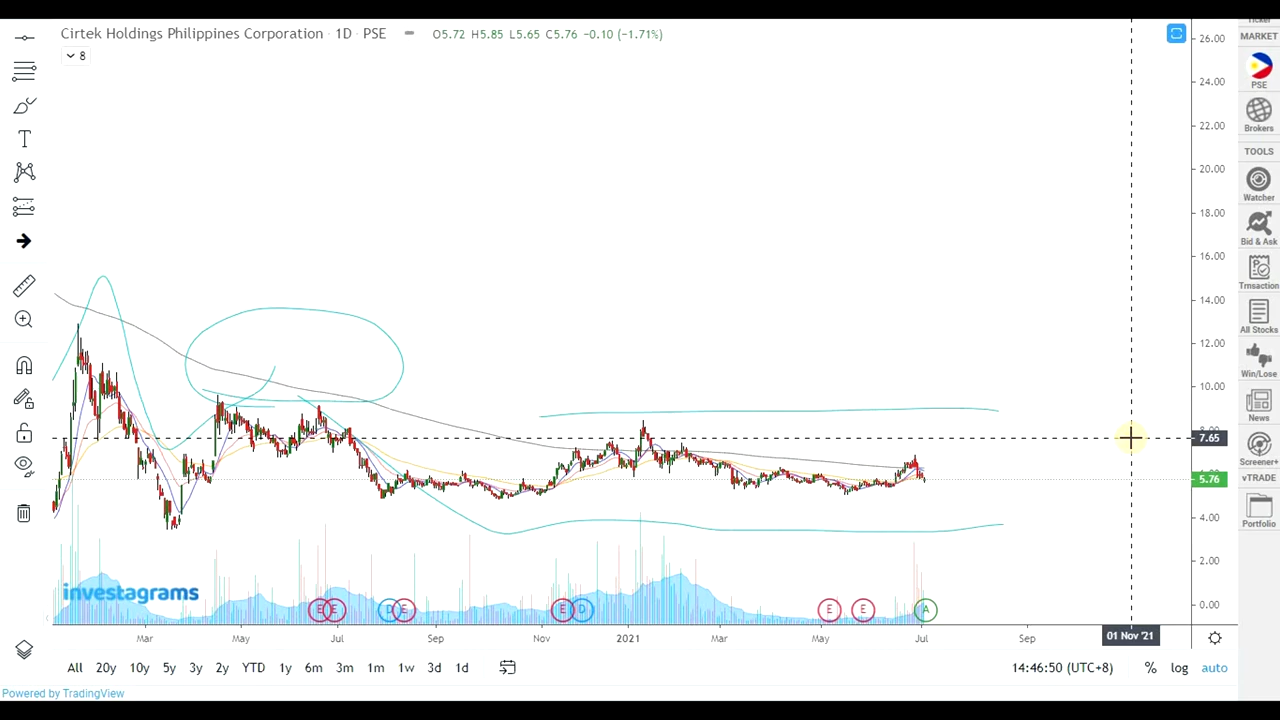 Cirtek Holdings Philippines Corporation · 1D · PSE O5.72 H5.85 L5.65 C5.76 −0.10 (−1.71%)
8
26.00
24.00
22.00
20.00
18.00
16.00
14.00
12.00
10.00
7.65
5.76
4.00
2.00
0.00
MARKET
PSE
Brokers
TOOLS
Watcher
Bid & Ask
Trnsaction
All Stocks
Win/Lose
News
Screener+
vTRADE
Portfolio
investagrams
E E D E E D E E A
Mar May Jul Sep Nov 2021 Mar May Jul Sep 01 Nov '21
All 20y 10y 5y 3y 2y YTD 1y 6m 3m 1m 1w 3d 1d 14:46:50 (UTC+8) % log auto
Powered by TradingView